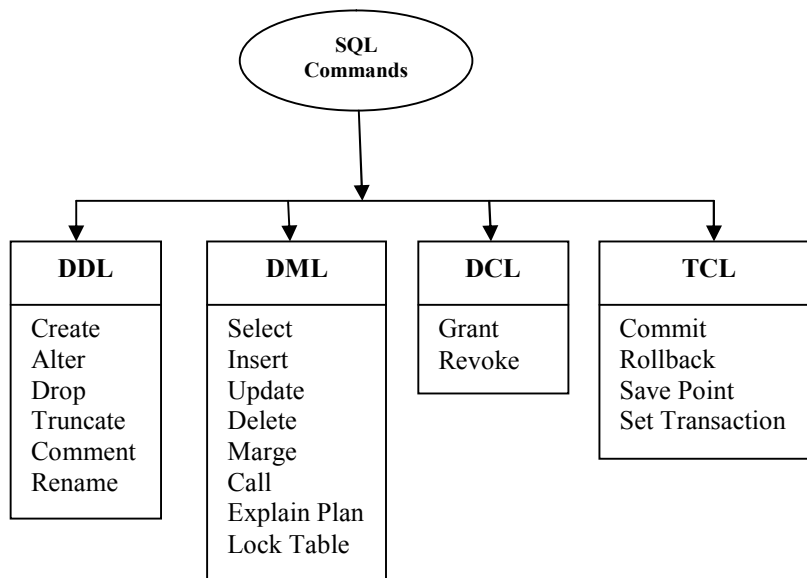 SQL
Commands
DDL
Create
Alter
Drop
Truncate
Comment
Rename
DML
Select
Insert
Update
Delete
Marge
Call
Explain Plan
Lock Table
DCL
Grant
Revoke
TCL
Commit
Rollback
Save Point
Set Transaction